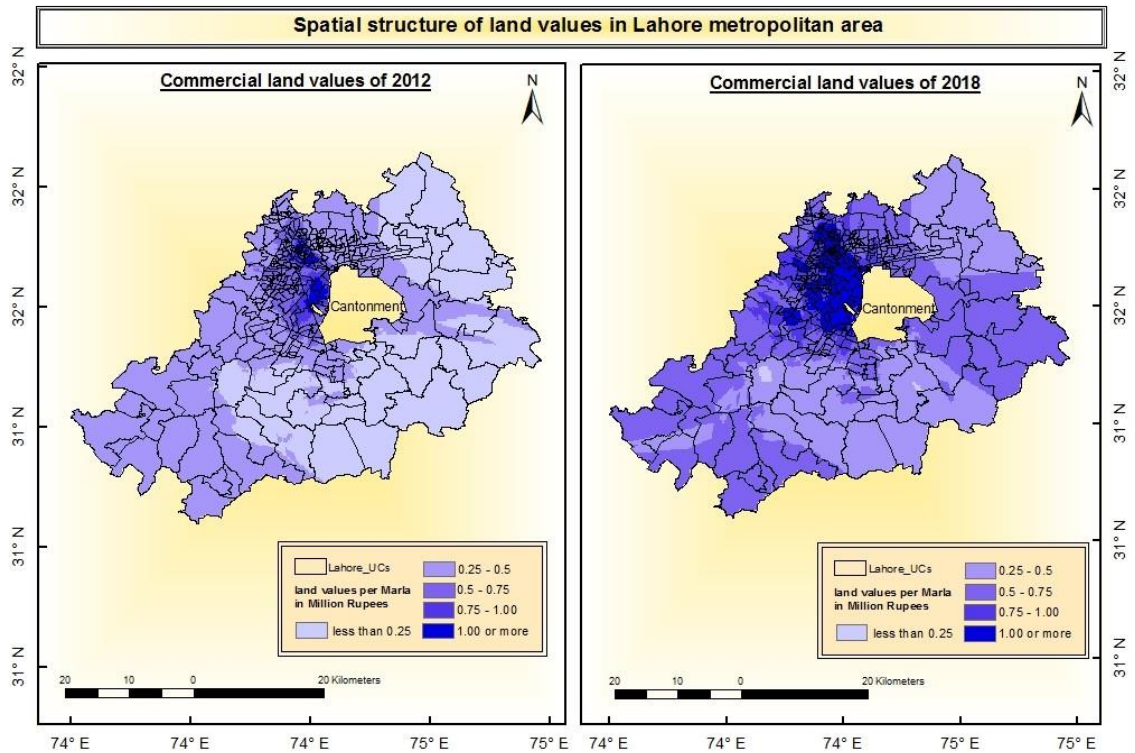 Spatial structure of land values in Lahore metropolitan area
Commercial land values of 2012
N
32° N
32° N
32° N
31° N
31° N
31° N
Cantonment
Lahore_UCs
land values per Marla
in Million Rupees
less than 0.25
0.25 - 0.5
0.5 - 0.75
0.75 - 1.00
1.00 or more
20 10 0 20 Kilometers
74° E 74° E 74° E 75° E 75° E
Commercial land values of 2018
N
32° N
32° N
32° N
31° N
31° N
31° N
Cantonment
Lahore_UCs
land values per Marla
in Million Rupees
less than 0.25
0.25 - 0.5
0.5 - 0.75
0.75 - 1.00
1.00 or more
20 10 0 20 Kilometers
74° E 74° E 74° E 75° E 75° E